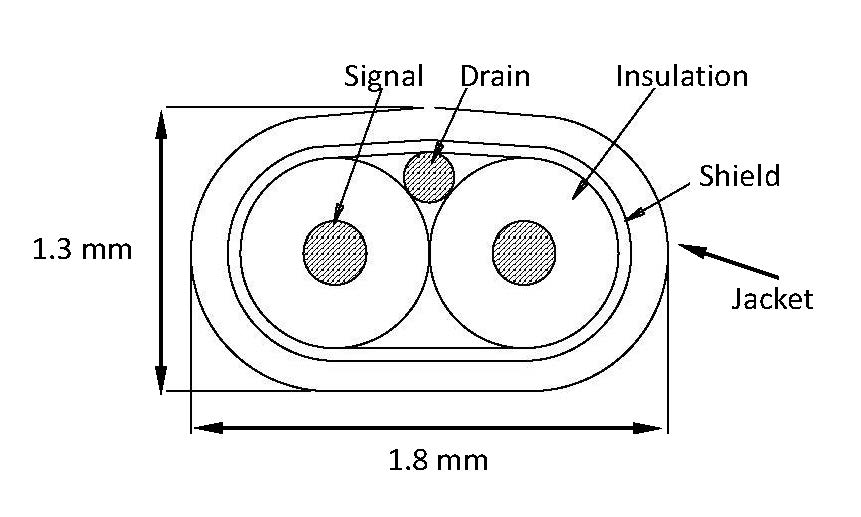 Signal Drain Insulation
Shield
1.3 mm
Jacket
1.8 mm